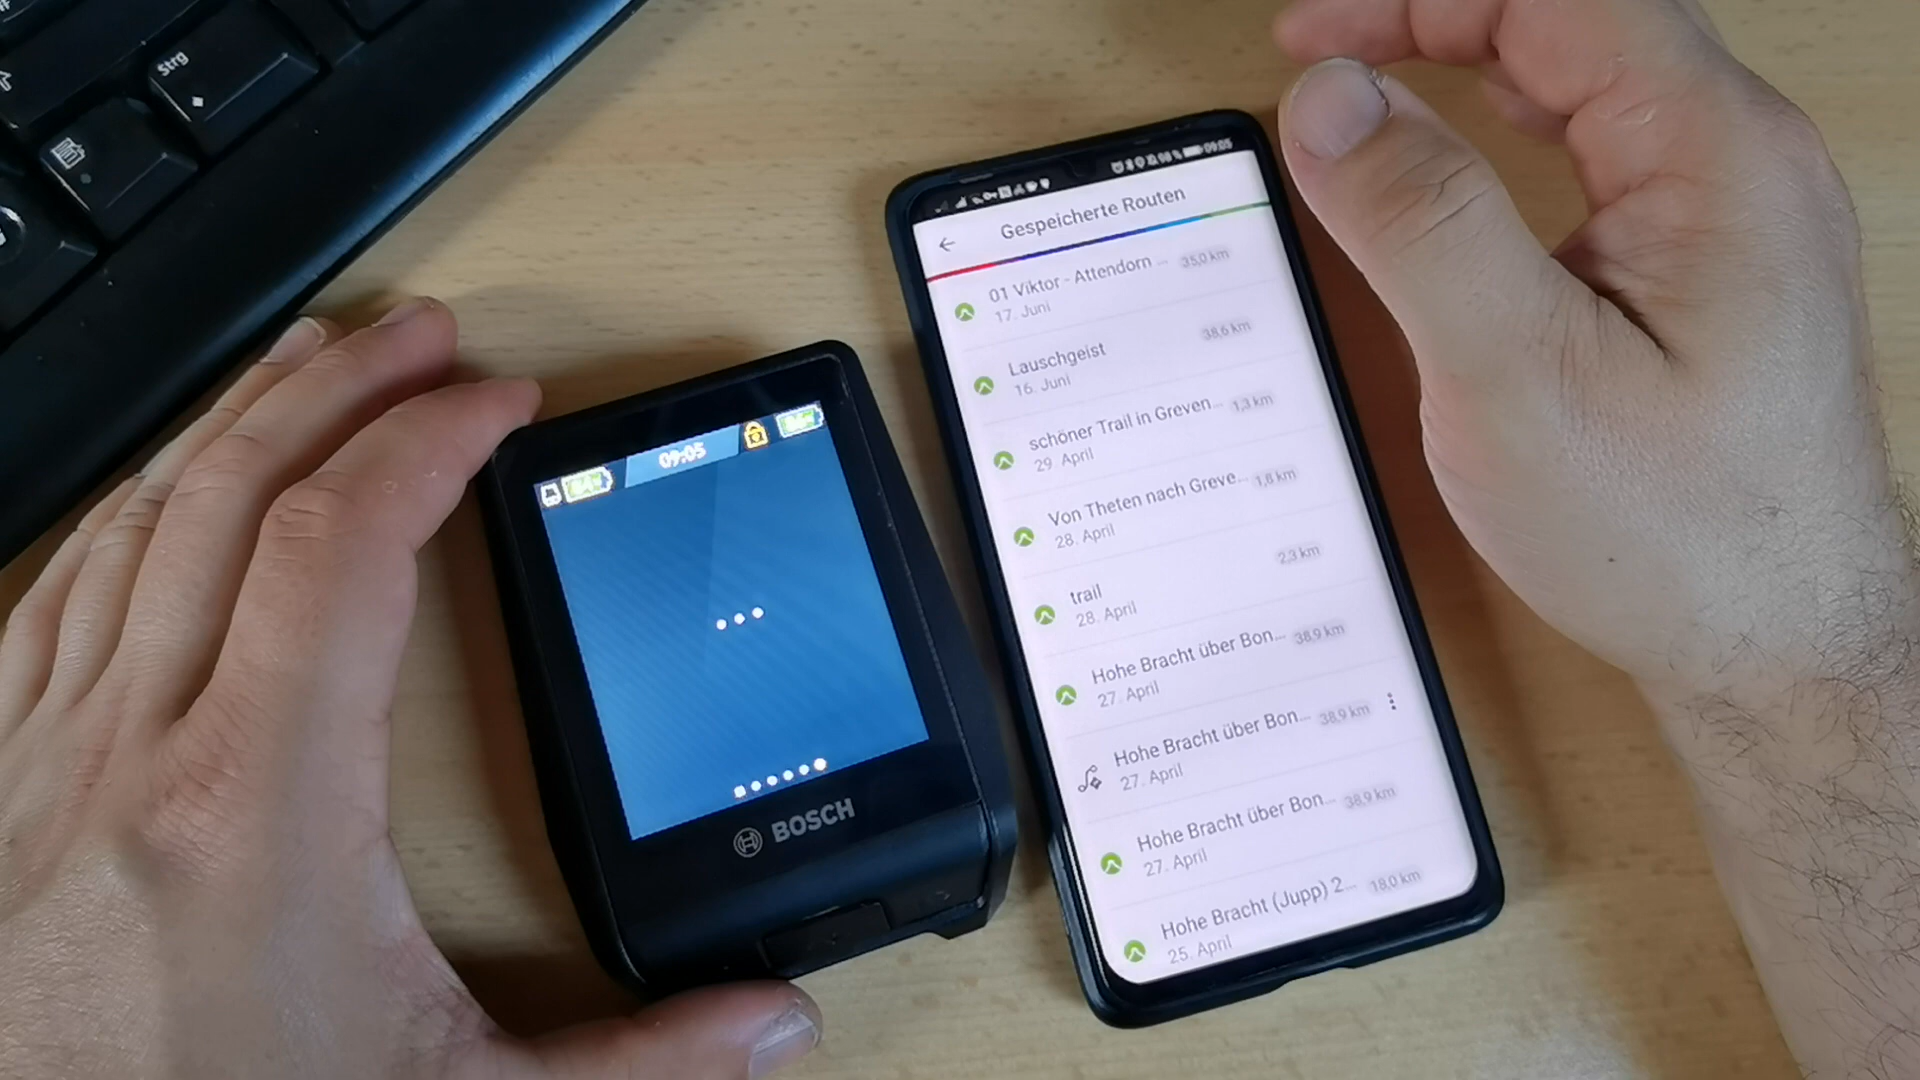 Strg
09:05
BOSCH
09:05
Gespeicherte Routen
01 Viktor - Attendorn ... 35,0 km
17. Juni
Lauschgeist 38,6 km
16. Juni
schöner Trail in Greven... 1,3 km
29. April
Von Theten nach Greve... 1,8 km
28. April
trail 2,3 km
28. April
Hohe Bracht über Bon... 38,9 km
27. April
Hohe Bracht über Bon... 38,9 km
27. April
Hohe Bracht über Bon... 38,9 km
27. April
Hohe Bracht (Jupp) 2... 18,0 km
25. April